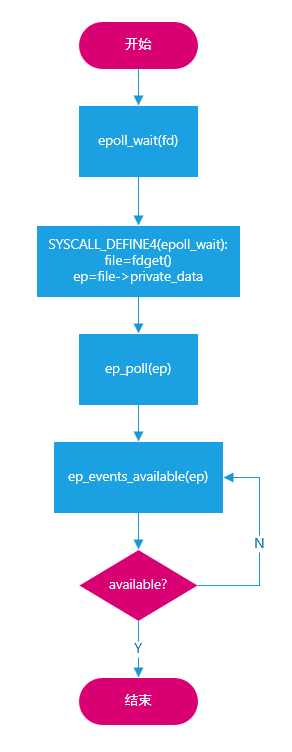 开始
epoll_wait(fd)
SYSCALL_DEFINE4(epoll_wait):
file=fdget()
ep=file->private_data
ep_poll(ep)
ep_events_available(ep)
N
available?
Y
结束